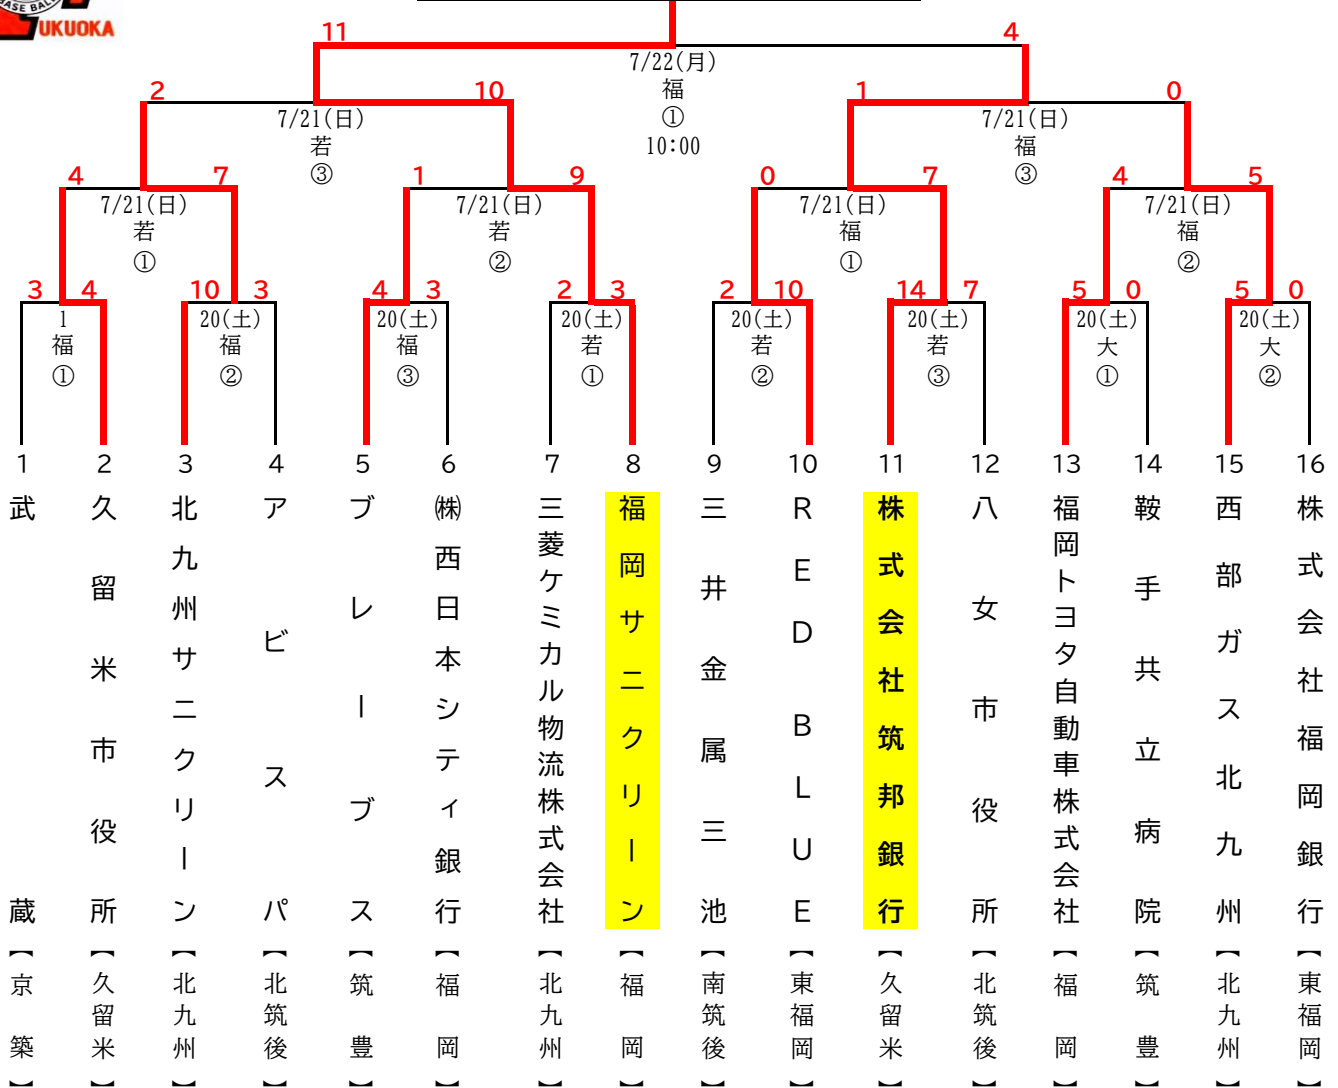 BASE BALL
UKUOKA
11
4
7/22(月)
福
①
10:00
2
10
1
0
7/21(日)
若
③
7/21(日)
福
③
4
7
1
9
0
7
4
5
7/21(日)
若
①
7/21(日)
若
②
7/21(日)
福
①
7/21(日)
福
②
3
4
10
3
4
3
2
3
2
10
14
7
5
0
5
0
1
福
①
20(土)
福
②
20(土)
福
③
20(土)
若
①
20(土)
若
②
20(土)
若
③
20(土)
大
①
20(土)
大
②
1
武蔵
【京築】
2
久留米市役所
【久留米】
3
北九州サニクリーン
【北九州】
4
アビスパ
【北筑後】
5
ブレーブス
【筑豊】
6
㈱西日本シティ銀行
【福岡】
7
三菱ケミカル物流株式会社
【北九州】
8
福岡サニクリーン
【福岡】
9
三井金属三池
【南筑後】
10
RED BLUE
【東福岡】
11
株式会社筑邦銀行
【久留米】
12
八女市役所
【北筑後】
13
福岡トヨタ自動車株式会社
【福岡】
14
鞍手共立病院
【筑豊】
15
西部ガス北九州
【北九州】
16
株式会社福岡銀行
【東福岡】